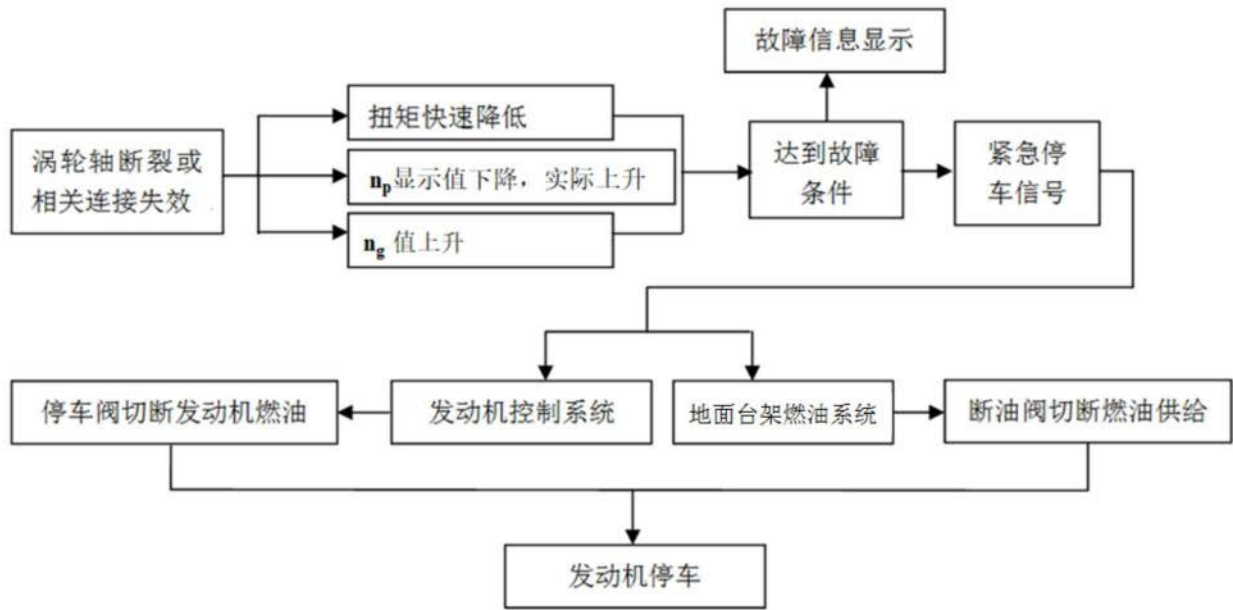 故障信息显示
扭矩快速降低
涡轮轴断裂或
相关连接失效
np显示值下降，实际上升
ng 值上升
达到故障
条件
紧急停
车信号
停车阀切断发动机燃油
发动机控制系统
地面台架燃油系统
断油阀切断燃油供给
发动机停车